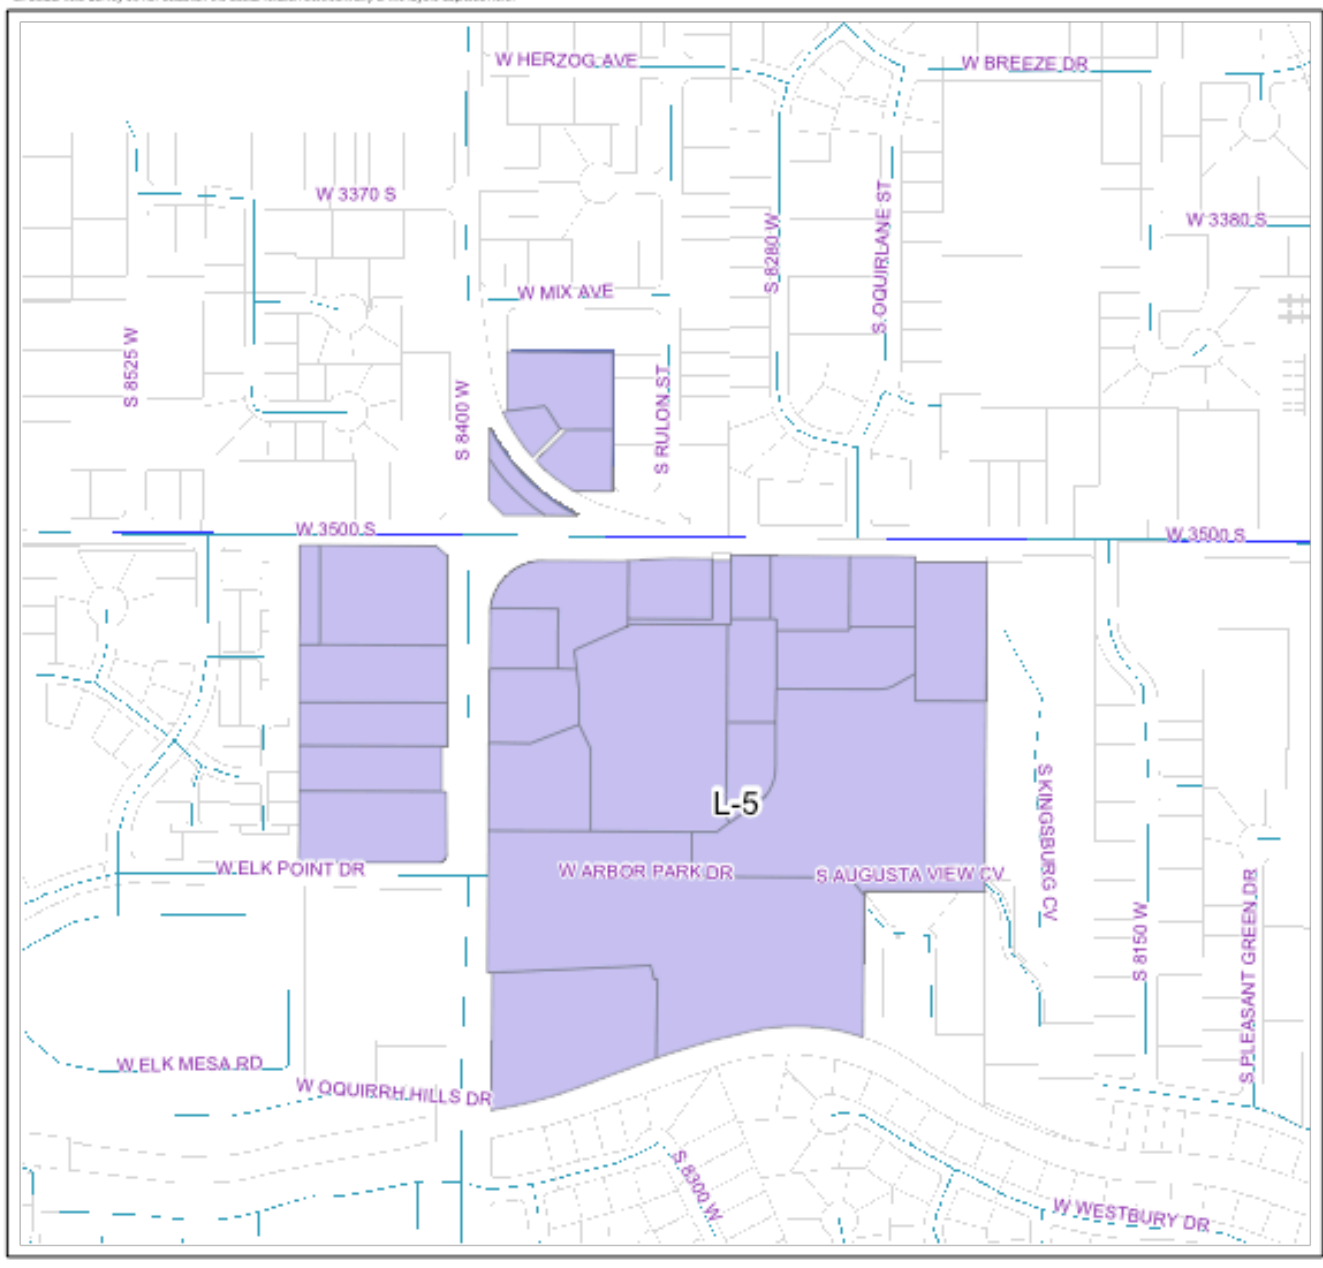 W HERZOG AVE
W BREEZE DR
W 3370 S
W 3380 S
S 8280 W
S OQUIRLANE ST
W MIX AVE
S 8525 W
S 8400 W
S RULON ST
W 3500 S
W 3500 S
L-5
S KINGSBURG CV
W ELK POINT DR
W ARBOR PARK DR
S AUGUSTA VIEW CV
S 8150 W
S PLEASANT GREEN DR
W ELK MESA RD
W OQUIRRH HILLS DR
S 8300 W
W WESTBURY DR